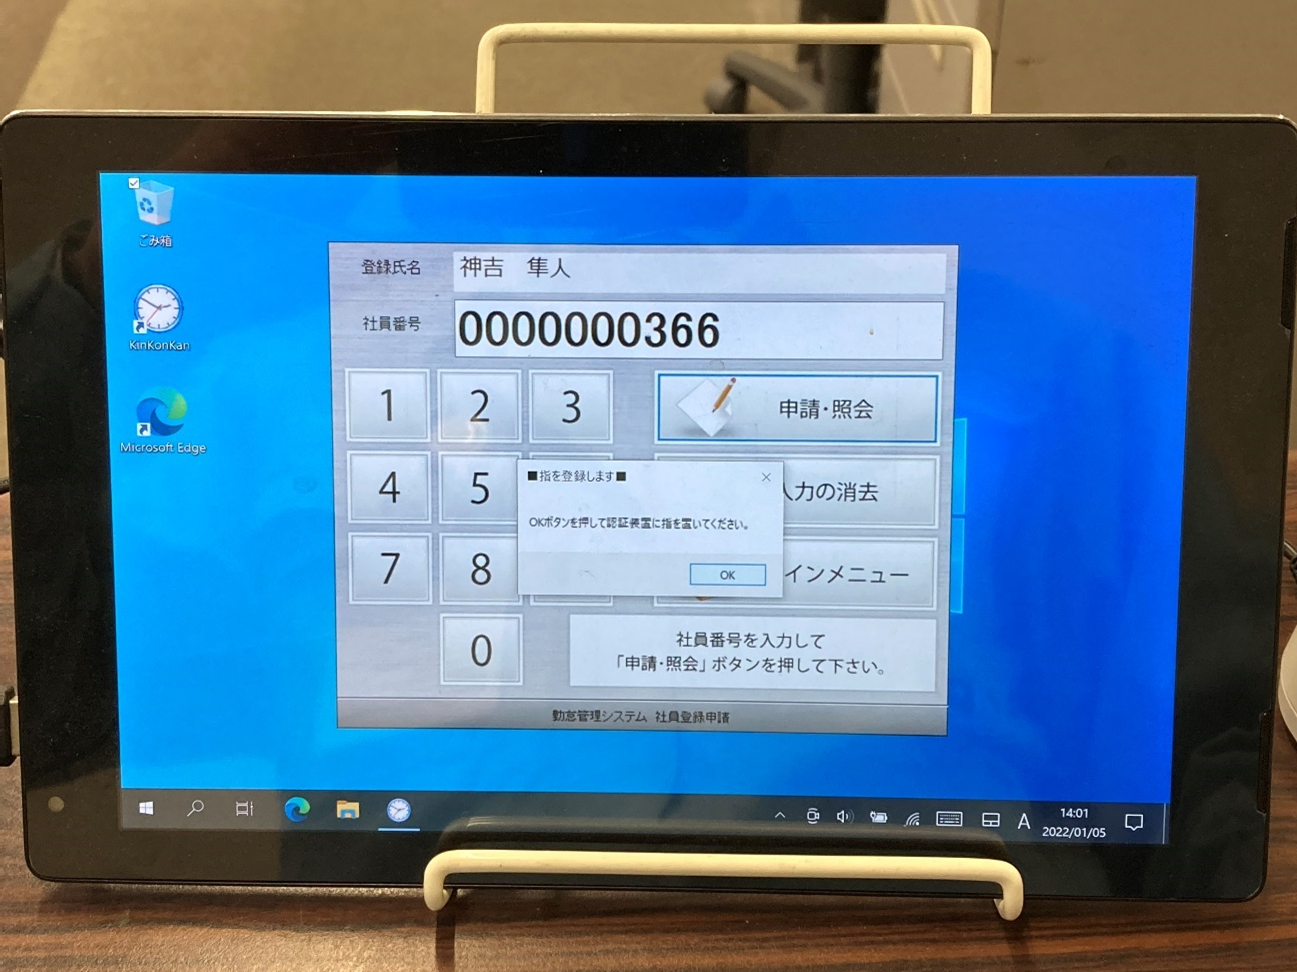 ごみ箱
KinKonKan
Microsoft Edge
登録氏名
神吉　隼人
社員番号
0000000366
1
2
3
申請・照会
4
5
入力の消去
7
8
インメニュー
0
■指を登録します■
OKボタンを押して認証装置に指を置いてください。
OK
社員番号を入力して
「申請・照会」ボタンを押して下さい。
勤怠管理システム 社員登録申請
A
14:01
2022/01/05